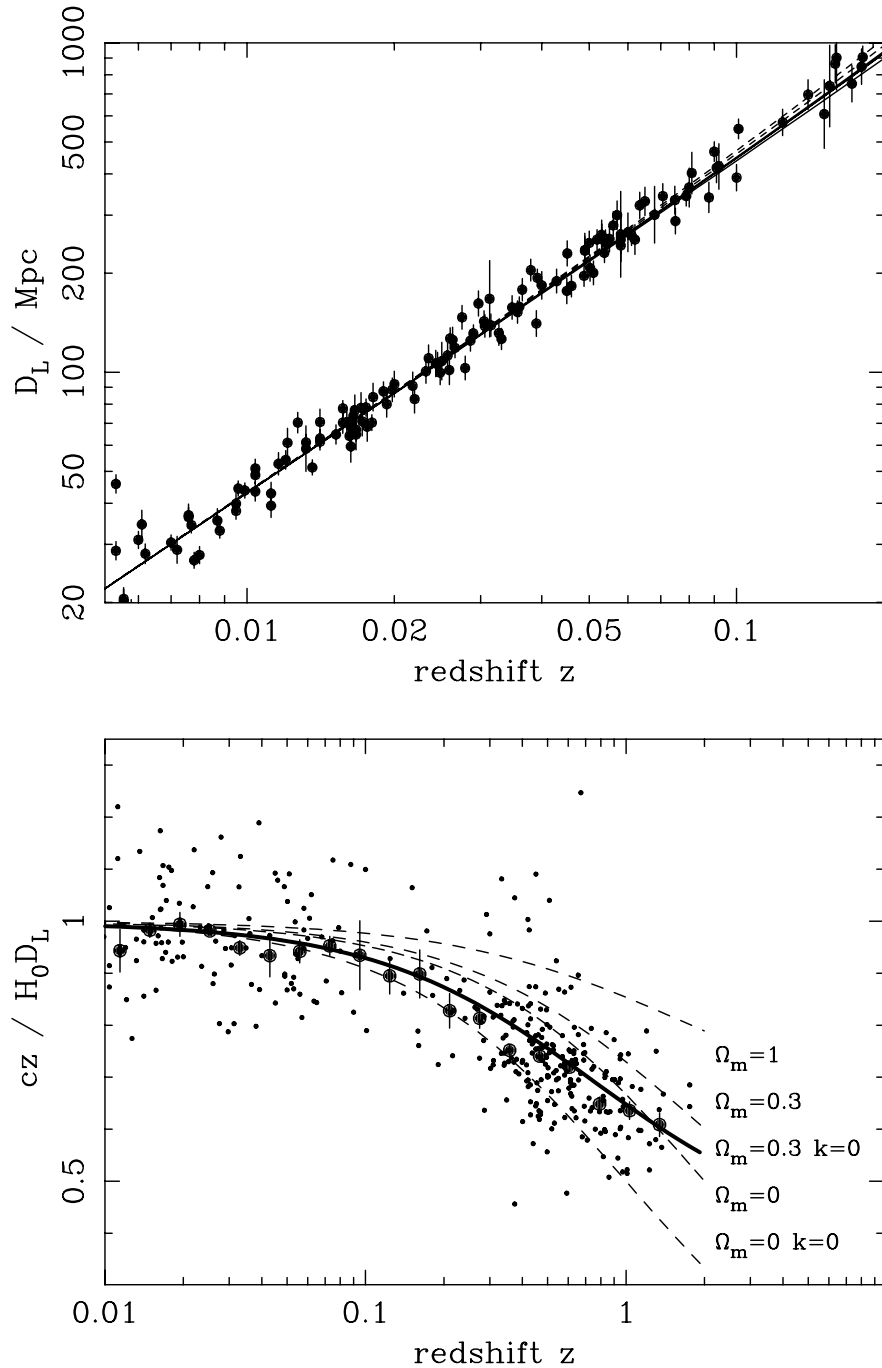 1000
500
200
100
50
20
D_L / Mpc
0.01 0.02 0.05 0.1
redshift z
1
0.5
cz / H_0D_L
Ω_m=1
Ω_m=0.3
Ω_m=0.3 k=0
Ω_m=0
Ω_m=0 k=0
0.01 0.1 1
redshift z